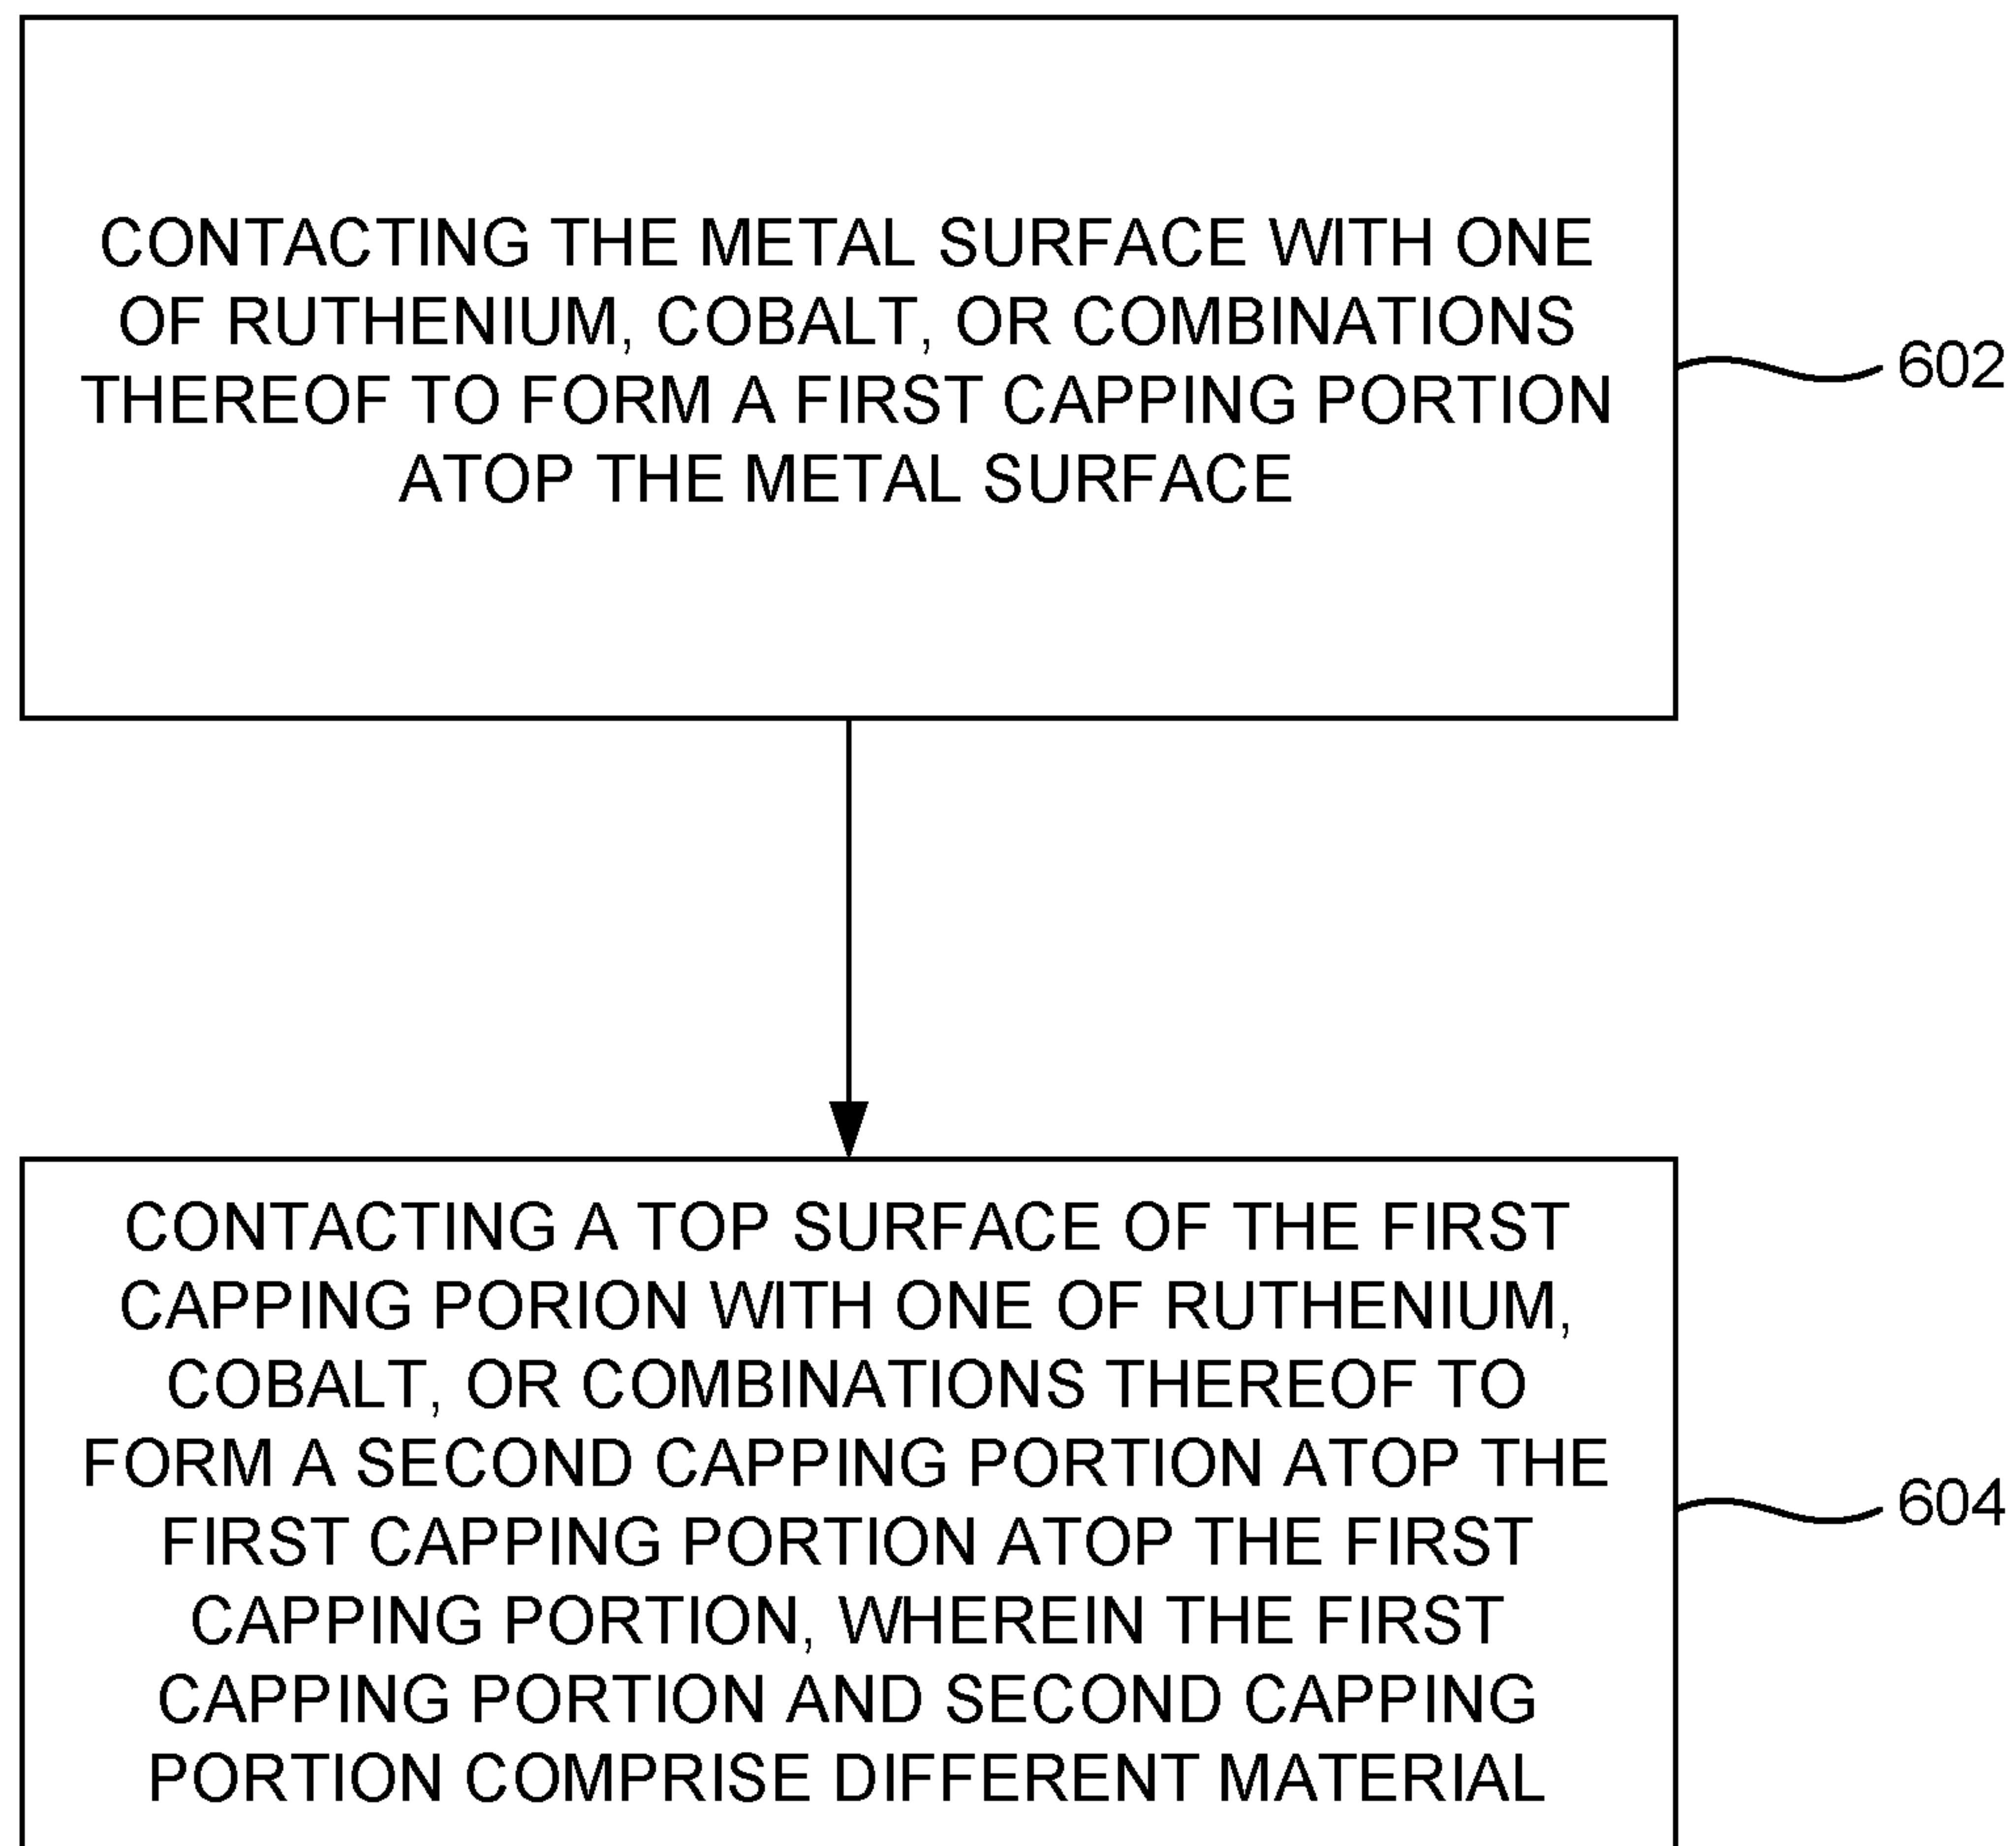 CONTACTING THE METAL SURFACE WITH ONE
OF RUTHENIUM, COBALT, OR COMBINATIONS
THEREOF TO FORM A FIRST CAPPING PORTION
ATOP THE METAL SURFACE
602
CONTACTING A TOP SURFACE OF THE FIRST
CAPPING PORION WITH ONE OF RUTHENIUM,
COBALT, OR COMBINATIONS THEREOF TO
FORM A SECOND CAPPING PORTION ATOP THE
FIRST CAPPING PORTION ATOP THE FIRST
CAPPING PORTION, WHEREIN THE FIRST
CAPPING PORTION AND SECOND CAPPING
PORTION COMPRISE DIFFERENT MATERIAL
604